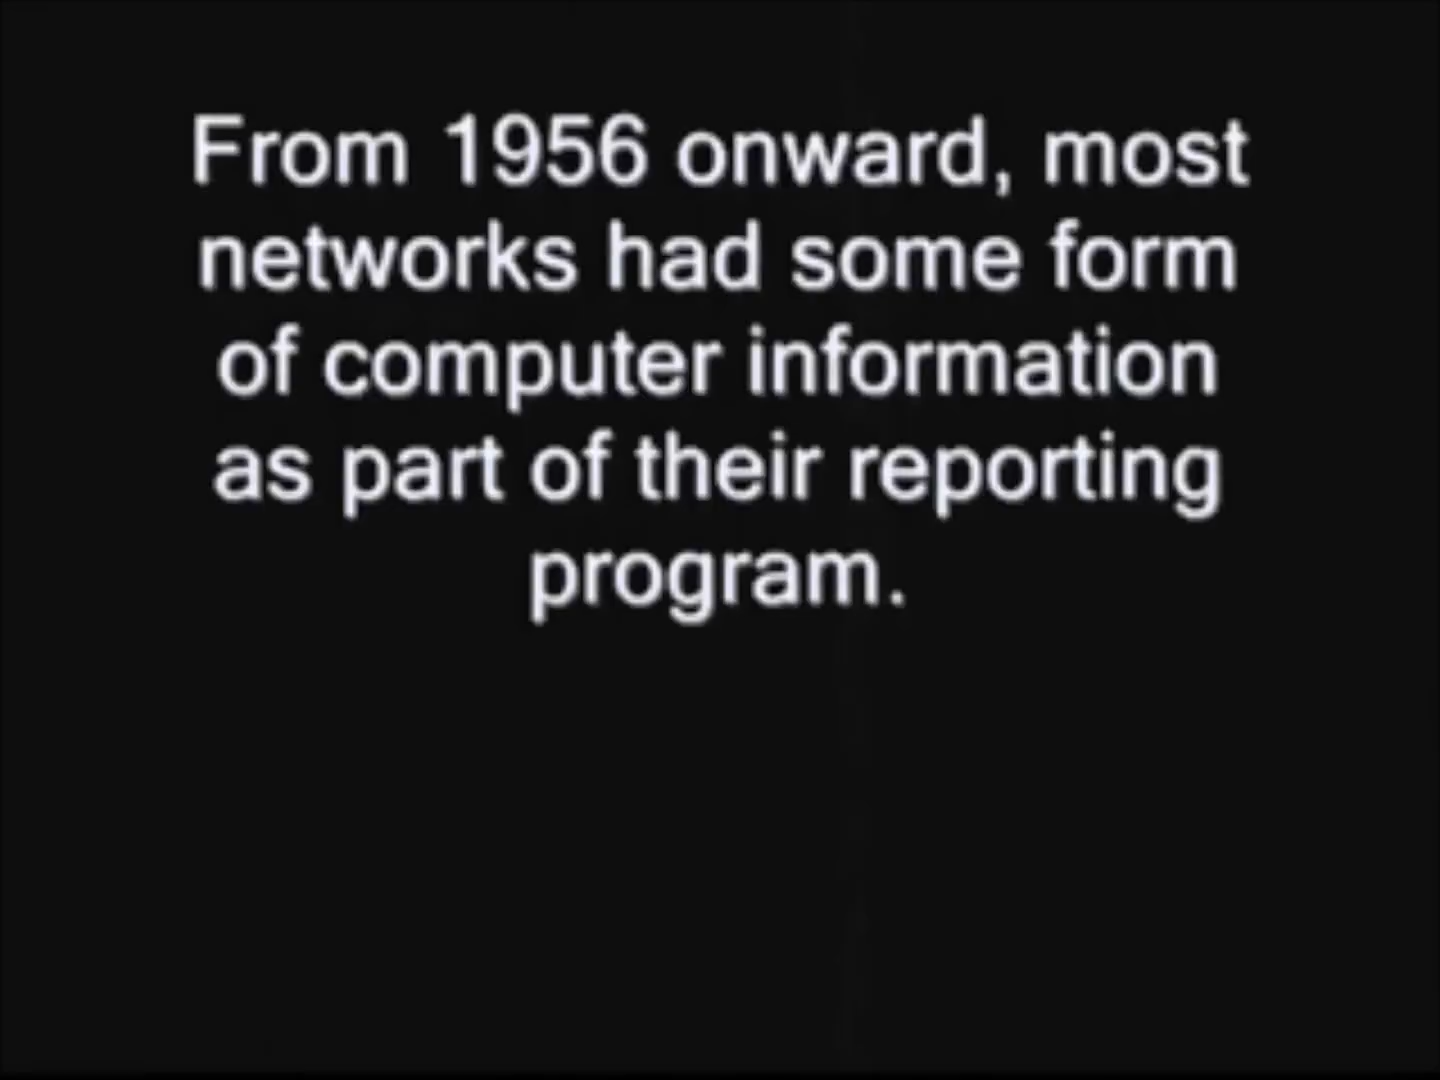 From 1956 onward, most
networks had some form
of computer information
as part of their reporting
program.